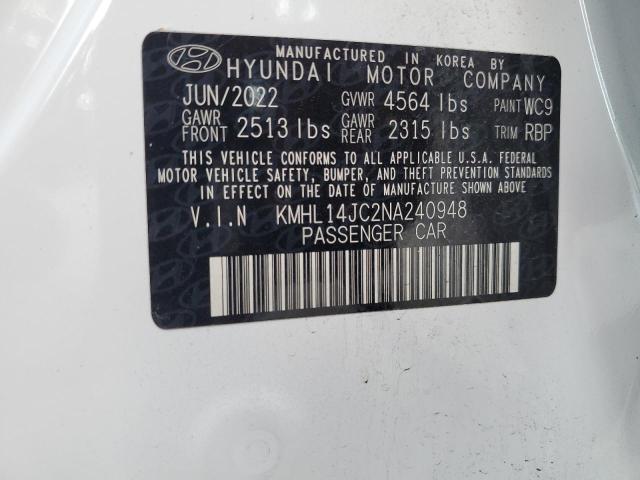 MANUFACTURED IN KOREA BY
HYUNDAI MOTOR COMPANY
JUN/2022 GVWR 4564 lbs PAINT WC9
GAWR FRONT 2513 lbs GAWR REAR 2315 lbs TRIM RBP
THIS VEHICLE CONFORMS TO ALL APPLICABLE U.S.A. FEDERAL
MOTOR VEHICLE SAFETY, BUMPER, AND THEFT PREVENTION STANDARDS
IN EFFECT ON THE DATE OF MANUFACTURE SHOWN ABOVE
V.I.N KMHL14JC2NA240948
PASSENGER CAR